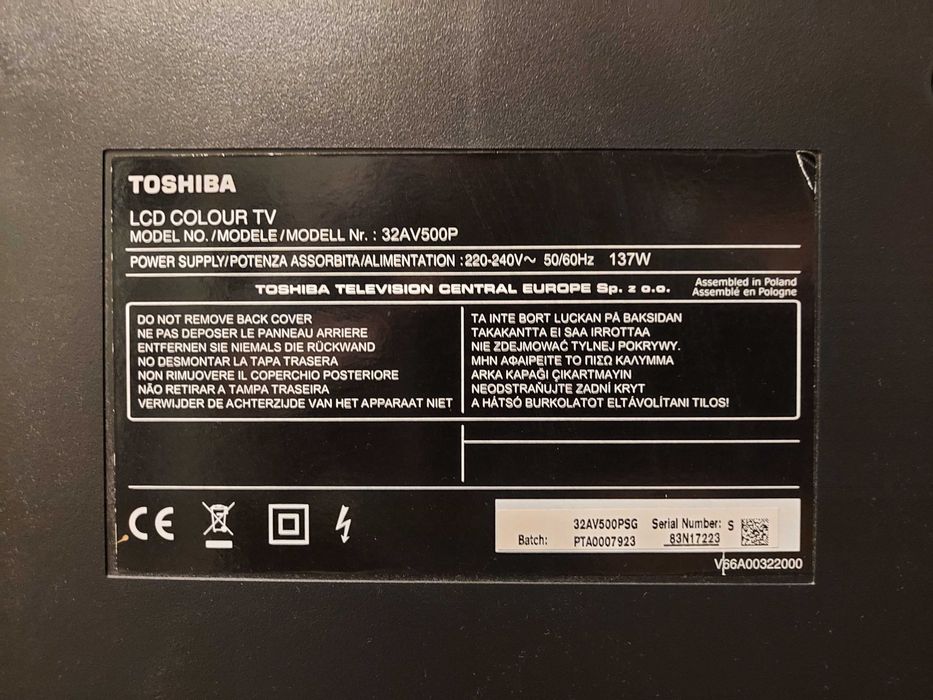 TOSHIBA
LCD COLOUR TV
MODEL NO./MODELE/MODELL Nr. : 32AV500P
POWER SUPPLY/POTENZA ASSORBITA/ALIMENTATION :220-240V～ 50/60Hz 137W
TOSHIBA TELEVISION CENTRAL EUROPE Sp. z o.o.
Assembled in Poland
Assemblé en Pologne
DO NOT REMOVE BACK COVER
NE PAS DEPOSER LE PANNEAU ARRIERE
ENTFERNEN SIE NIEMALS DIE RÜCKWAND
NO DESMONTAR LA TAPA TRASERA
NON RIMUOVERE IL COPERCHIO POSTERIORE
NÃO RETIRAR A TAMPA TRASEIRA
VERWIJDER DE ACHTERZIJDE VAN HET APPARAAT NIET
TA INTE BORT LUCKAN PÅ BAKSIDAN
TAKAKANTTA EI SAA IRROTTAA
NIE ZDEJMOWAĆ TYLNEJ POKRYWY.
ΜΗΝ ΑΦΑΙΡΕΙΤΕ ΤΟ ΠΙΣΩ ΚΑΛΥΜΜΑ
ARKA KAPAĞI ÇIKARTMAYIN
NEODSTRAŇUJTE ZADNÍ KRYT
A HÁTSÓ BURKOLATOT ELTÁVOLÍTANI TILOS!
CE
32AV500PSG Serial Number: S
Batch: PTA0007923 83N17223
V66A00322000